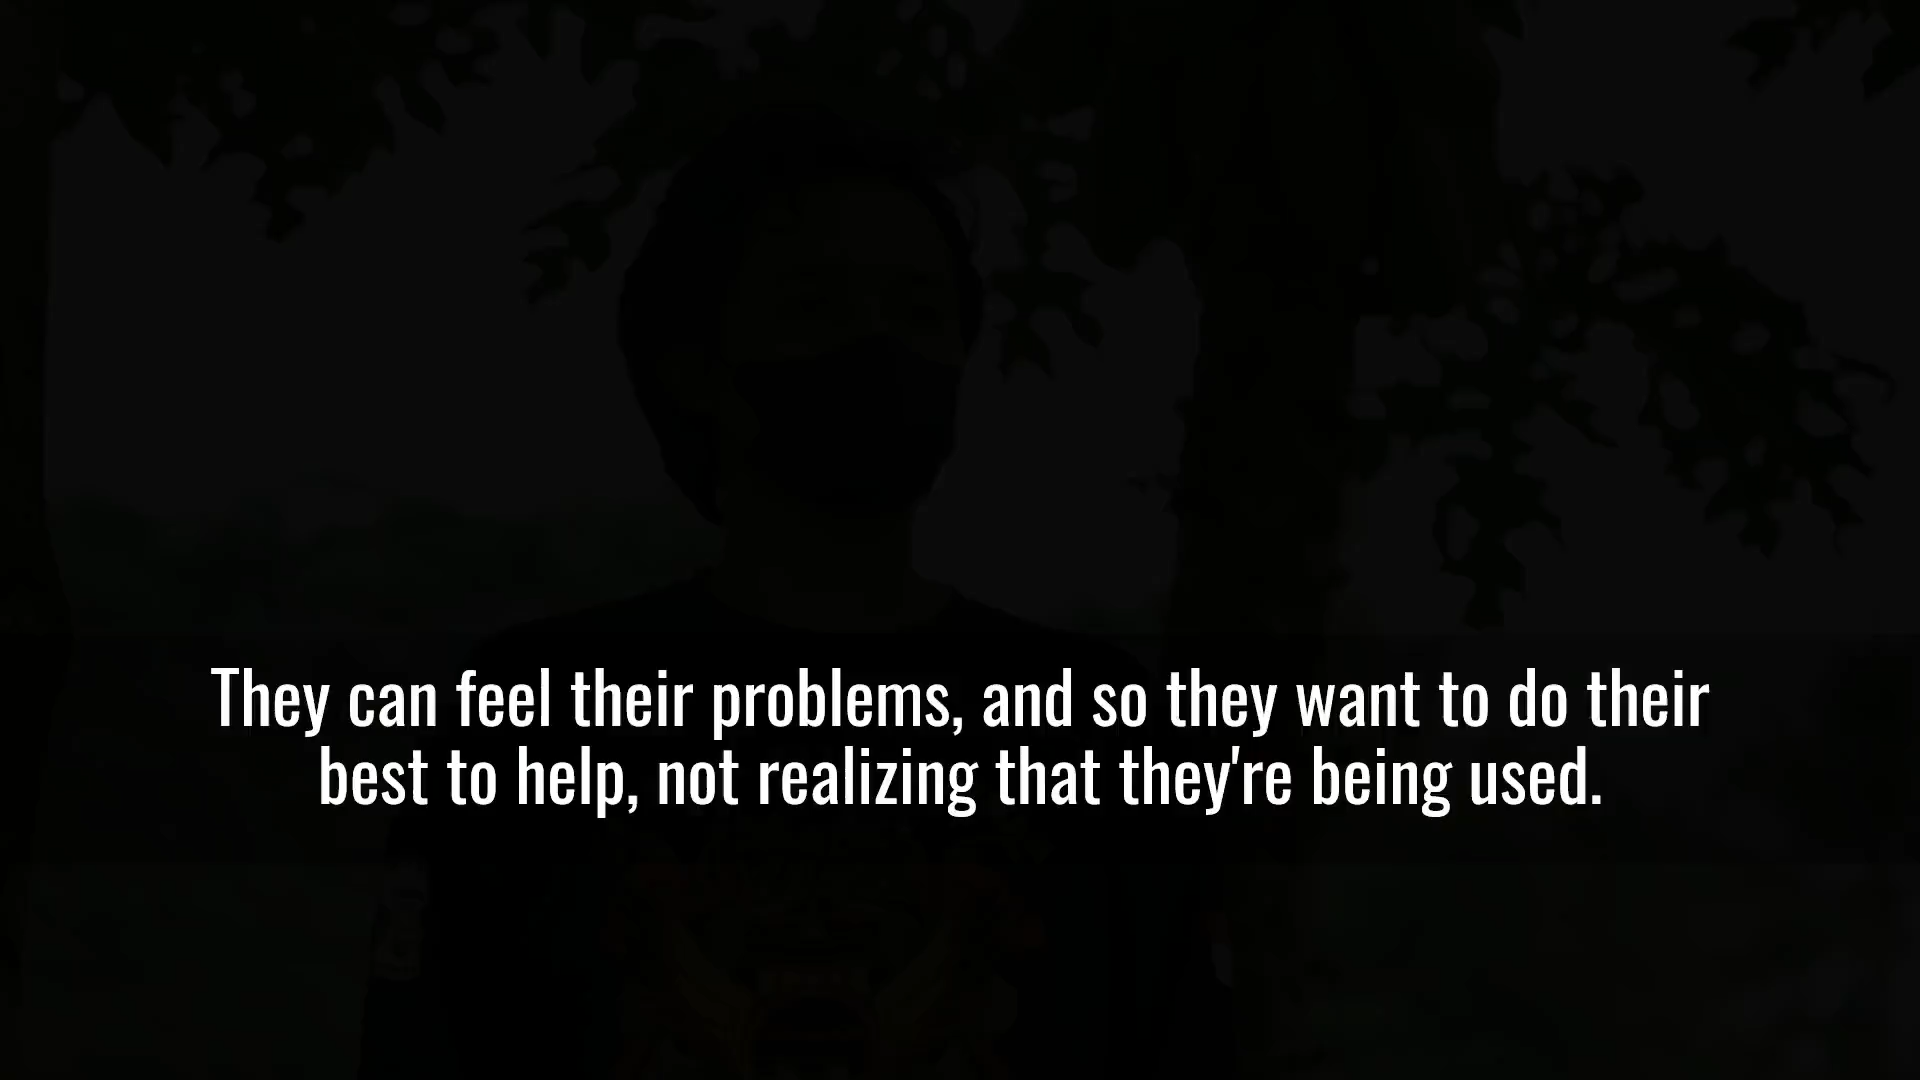 They can feel their problems, and so they want to do their
best to help, not realizing that they're being used.